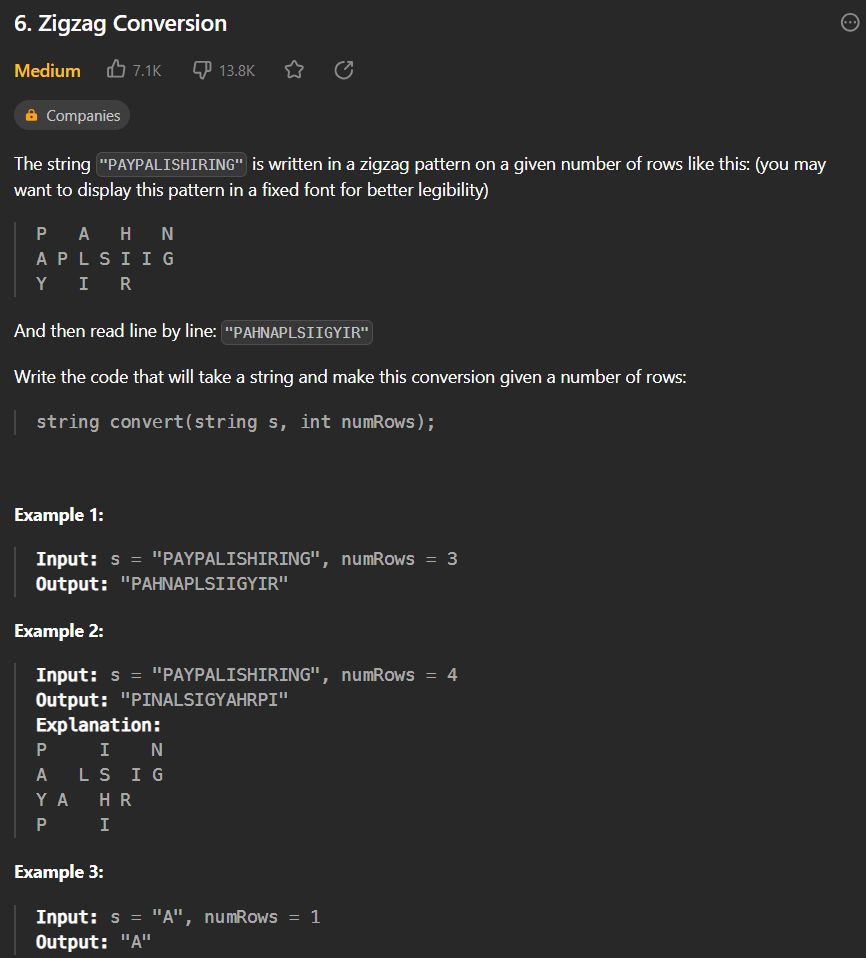 6. Zigzag Conversion
Medium 7.1K 13.8K
Companies
The string "PAYPALISHIRING" is written in a zigzag pattern on a given number of rows like this: (you may
want to display this pattern in a fixed font for better legibility)
P   A   H   N
A P L S I I G
Y   I   R
And then read line by line: "PAHNAPLSIIGYIR"
Write the code that will take a string and make this conversion given a number of rows:
string convert(string s, int numRows);
Example 1:
Input: s = "PAYPALISHIRING", numRows = 3
Output: "PAHNAPLSIIGYIR"
Example 2:
Input: s = "PAYPALISHIRING", numRows = 4
Output: "PINALSIGYAHRPI"
Explanation:
P     I    N
A   L S  I G
Y A   H R
P     I
Example 3:
Input: s = "A", numRows = 1
Output: "A"